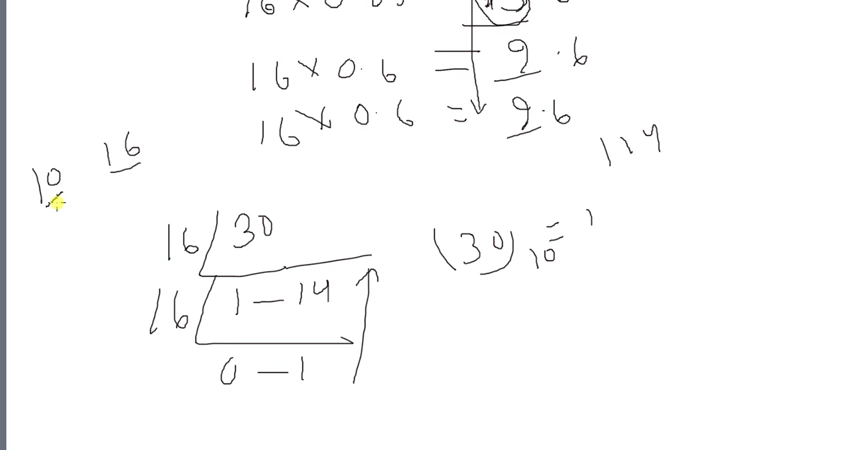 16 × 0.6 = 9.6
16 × 0.6 = 9.6
114
10 16
16 30
(30)10 =
16 1 – 14
0 – 1